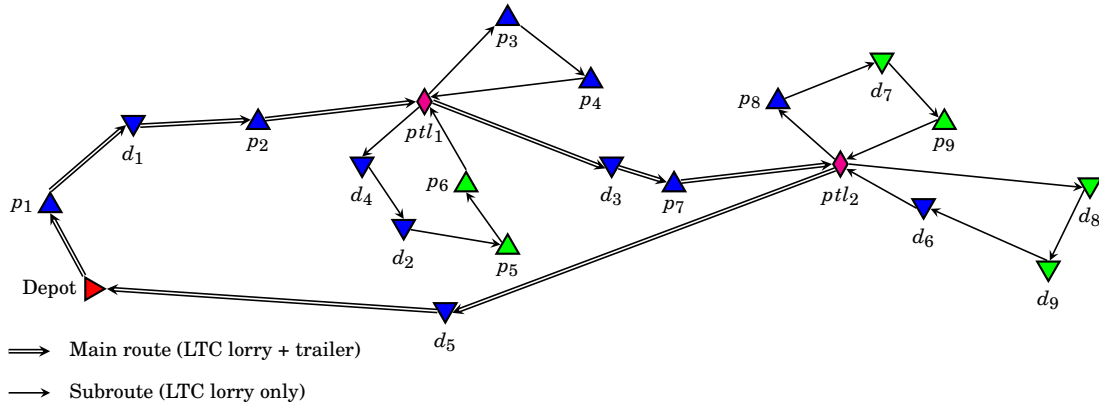 p₃
d₇
p₄
p₈
ptl₁
d₁
p₂
p₉
p₆
d₄
d₃
p₇
ptl₂
d₈
p₁
d₂
p₅
d₆
Depot
d₉
d₅
Main route (LTC lorry + trailer)
Subroute (LTC lorry only)